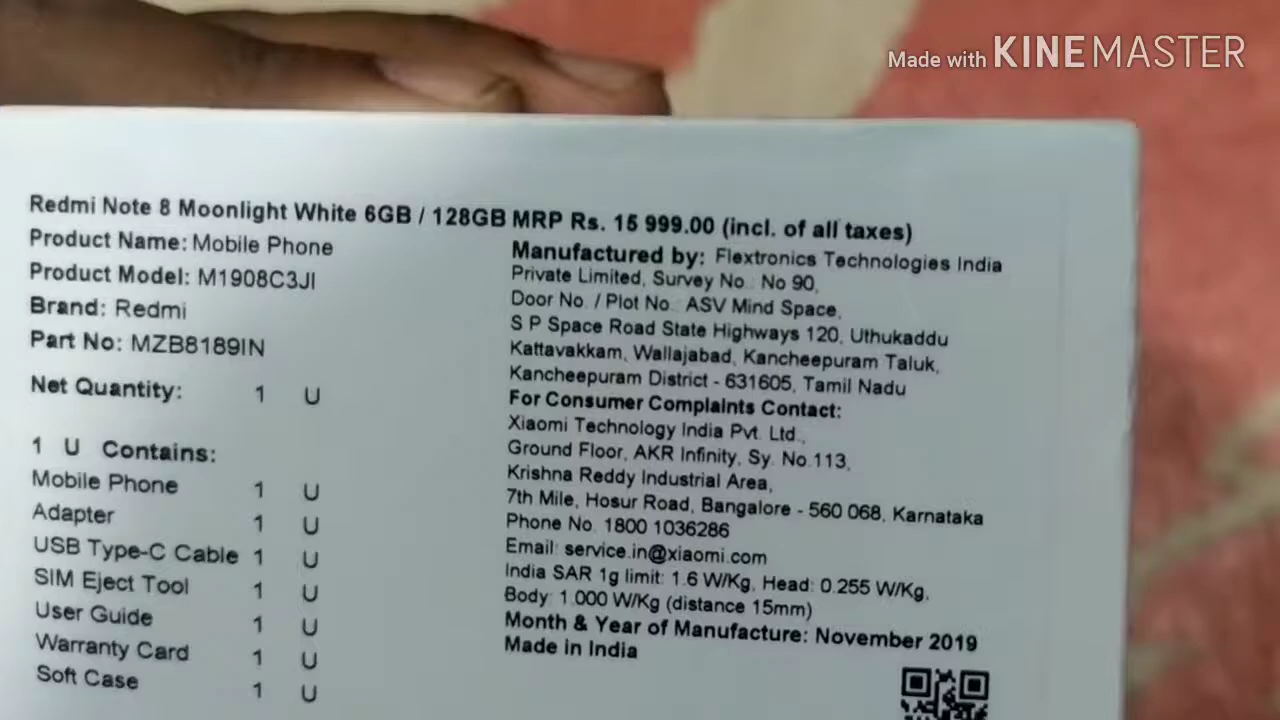 Made with KINEMASTER
Redmi Note 8 Moonlight White 6GB / 128GB MRP Rs. 15 999.00 (incl. of all taxes)
Product Name: Mobile Phone
Product Model: M1908C3JI
Brand: Redmi
Part No: MZB8189IN
Net Quantity: 1 U
1 U Contains:
Mobile Phone 1 U
Adapter 1 U
USB Type-C Cable 1 U
SIM Eject Tool 1 U
User Guide 1 U
Warranty Card 1 U
Soft Case 1 U
Manufactured by: Flextronics Technologies India
Private Limited, Survey No.: No 90,
Door No. / Plot No.: ASV Mind Space,
S P Space Road State Highways 120, Uthukaddu
Kattavakkam, Wallajabad, Kancheepuram Taluk,
Kancheepuram District - 631605, Tamil Nadu
For Consumer Complaints Contact:
Xiaomi Technology India Pvt. Ltd.,
Ground Floor, AKR Infinity, Sy. No.113,
Krishna Reddy Industrial Area,
7th Mile, Hosur Road, Bangalore - 560 068, Karnataka
Phone No. 1800 1036286
Email: service.in@xiaomi.com
India SAR 1g limit: 1.6 W/Kg, Head: 0.255 W/Kg,
Body: 1.000 W/Kg (distance 15mm)
Month & Year of Manufacture: November 2019
Made in India